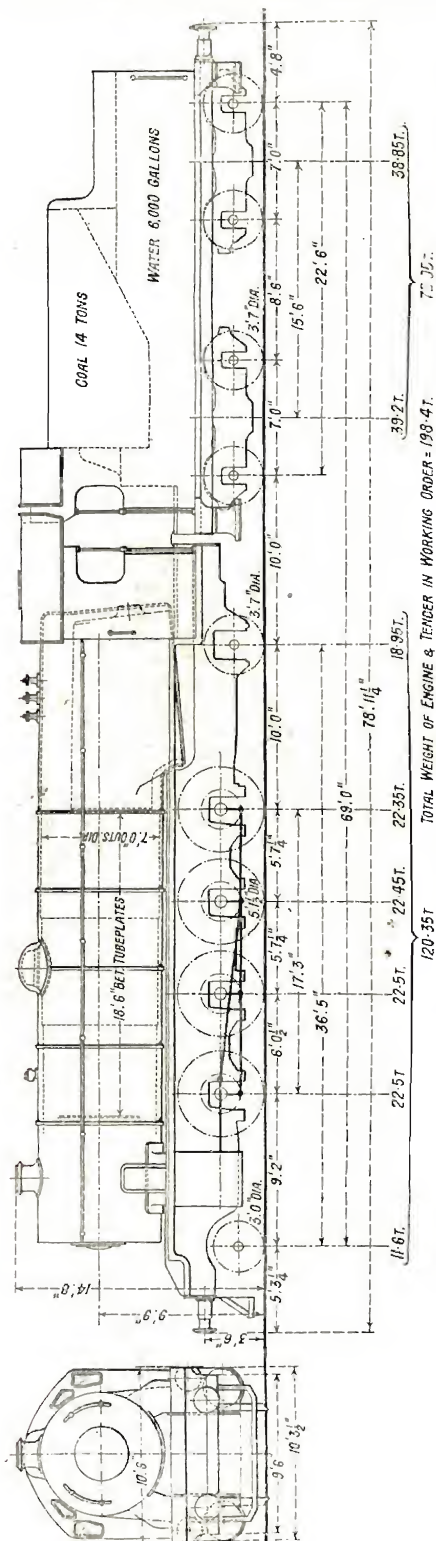 COAL 14 TONS
WATER 6,000 GALLONS
7'.0" OUTS. DIA.
18'.6" BET. TUBEPLATES
14'.8"
9'.9"
3'.6"
10'.6"
9'.6"
10'.3½"
3'.0" DIA.
5'.1¼" DIA.
3'.7" DIA.
3'.7" DIA.
5'.3¼"
9'.2"
6'.0½"
5'.7¼"
5'.7¼"
10'.0"
10'.0"
7'.0"
8'.6"
7'.0"
4'.8"
17'.3"
15'.6"
36'.5"
22'.6"
69'.0"
78'.11¼"
11·6T.
22·5T
22·5T.
22·45T.
22·35T.
18·95T.
39·2T.
38·85T.
120·35T
TOTAL WEIGHT OF ENGINE & TENDER IN WORKING ORDER = 198·4T.